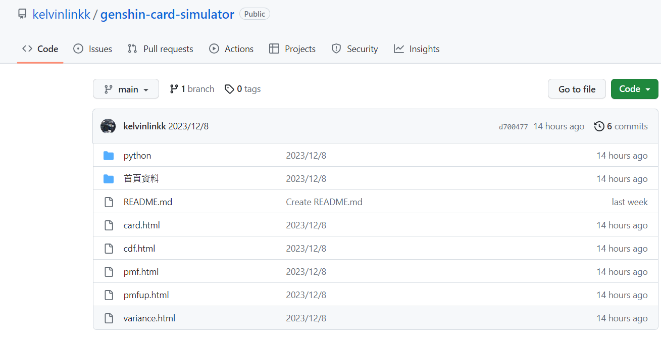 kelvinlinkk / genshin-card-simulator Public
Code Issues Pull requests Actions Projects Security Insights
main 1 branch 0 tags Go to file Code
kelvinlinkk 2023/12/8 d700477 14 hours ago 6 commits
python 2023/12/8 14 hours ago
首頁資料 2023/12/8 14 hours ago
README.md Create README.md last week
card.html 2023/12/8 14 hours ago
cdf.html 2023/12/8 14 hours ago
pmf.html 2023/12/8 14 hours ago
pmfup.html 2023/12/8 14 hours ago
variance.html 2023/12/8 14 hours ago